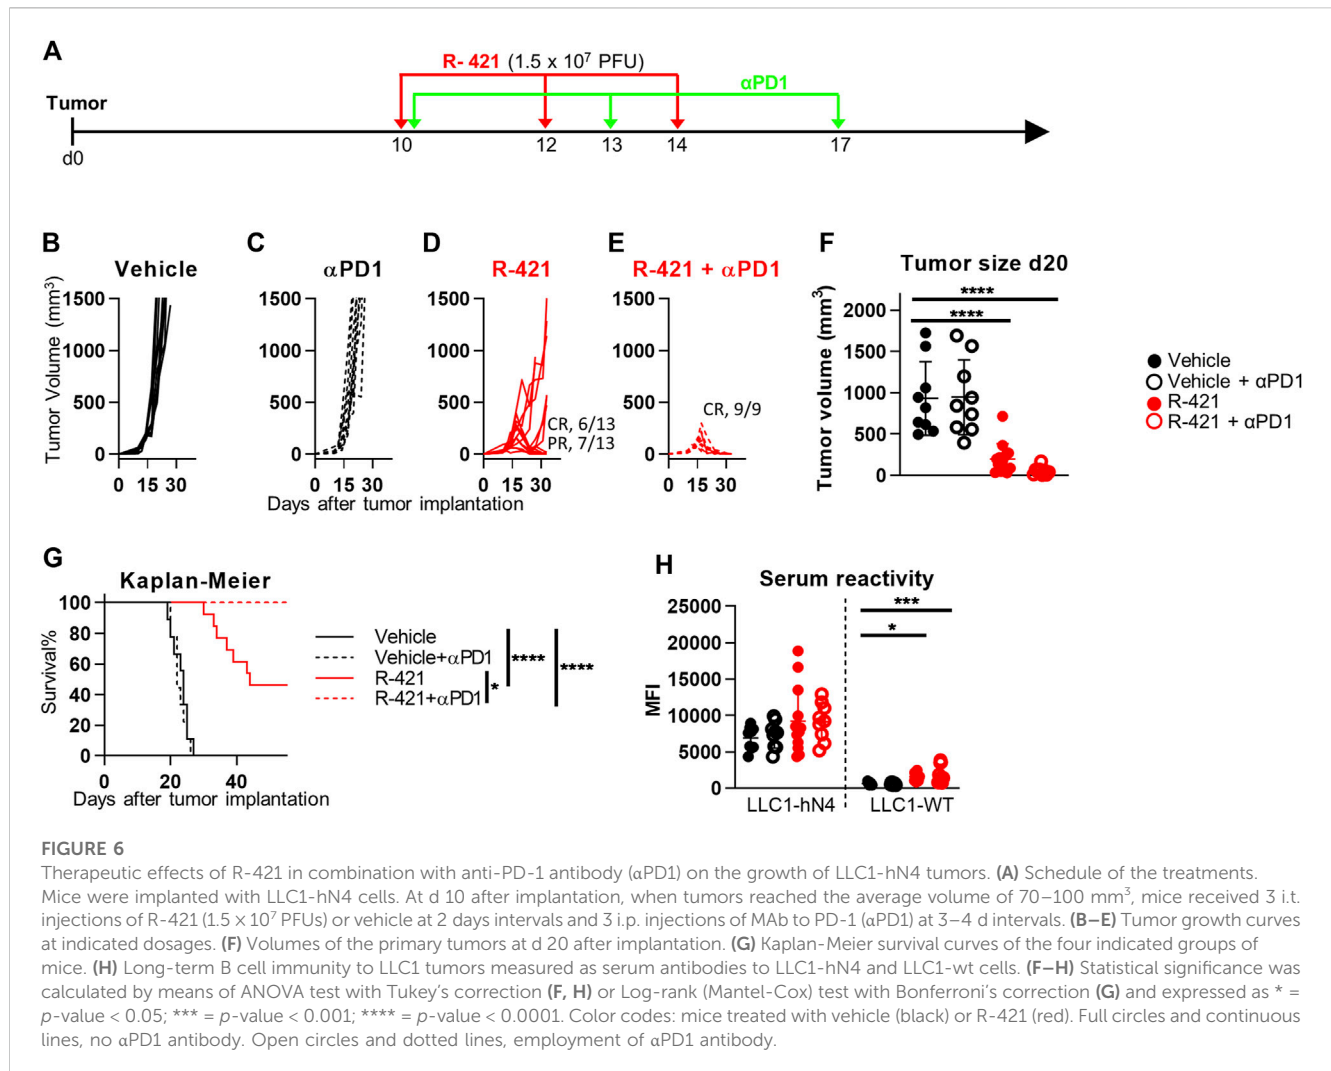 A
R- 421 (1.5 x 10⁷ PFU)
αPD1
Tumor
d0
10
12
13
14
17
B
Vehicle
C
αPD1
D
R-421
E
R-421 + αPD1
F
Tumor size d20
Tumor Volume (mm³)
1500
1000
500
0
0 15 30
1500
1000
500
0
0 15 30
1500
1000
500
0
0 15 30
CR, 6/13
PR, 7/13
1500
1000
500
0
0 15 30
CR, 9/9
Days after tumor implantation
Tumor volume (mm³)
2000
1500
1000
500
0
****
****
Vehicle
Vehicle + αPD1
R-421
R-421 + αPD1
G
Kaplan-Meier
Survival%
100
80
60
40
20
0
0 20 40
Days after tumor implantation
Vehicle
Vehicle+αPD1
R-421
R-421+αPD1
*
****
****
H
Serum reactivity
MFI
25000
20000
15000
10000
5000
0
***
*
LLC1-hN4 LLC1-WT
FIGURE 6
Therapeutic effects of R-421 in combination with anti-PD-1 antibody (αPD1) on the growth of LLC1-hN4 tumors. (A) Schedule of the treatments.
Mice were implanted with LLC1-hN4 cells. At d 10 after implantation, when tumors reached the average volume of 70–100 mm³, mice received 3 i.t.
injections of R-421 (1.5 × 10⁷ PFUs) or vehicle at 2 days intervals and 3 i.p. injections of MAb to PD-1 (αPD1) at 3–4 d intervals. (B–E) Tumor growth curves
at indicated dosages. (F) Volumes of the primary tumors at d 20 after implantation. (G) Kaplan-Meier survival curves of the four indicated groups of
mice. (H) Long-term B cell immunity to LLC1 tumors measured as serum antibodies to LLC1-hN4 and LLC1-wt cells. (F–H) Statistical significance was
calculated by means of ANOVA test with Tukey's correction (F, H) or Log-rank (Mantel-Cox) test with Bonferroni's correction (G) and expressed as * =
p-value < 0.05; *** = p-value < 0.001; **** = p-value < 0.0001. Color codes: mice treated with vehicle (black) or R-421 (red). Full circles and continuous
lines, no αPD1 antibody. Open circles and dotted lines, employment of αPD1 antibody.